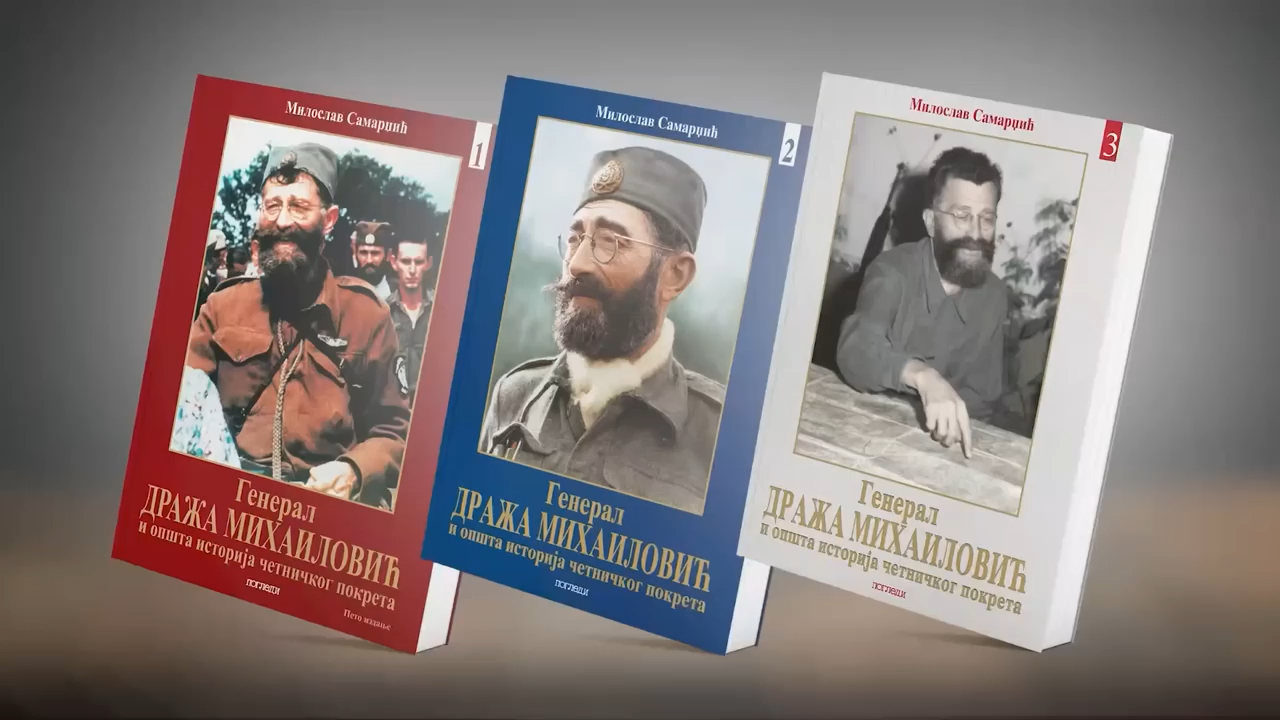 Милослав Самарџић
1
Генерал
ДРАЖА МИХАИЛОВИЋ
и општа историја четничког покрета
погледи
Пето издање
Милослав Самарџић
2
Генерал
ДРАЖА МИХАИЛОВИЋ
и општа историја четничког покрета
погледи
Милослав Самарџић
3
Генерал
ДРАЖА МИХАИЛОВИЋ
и општа историја четничког покрета
погледи